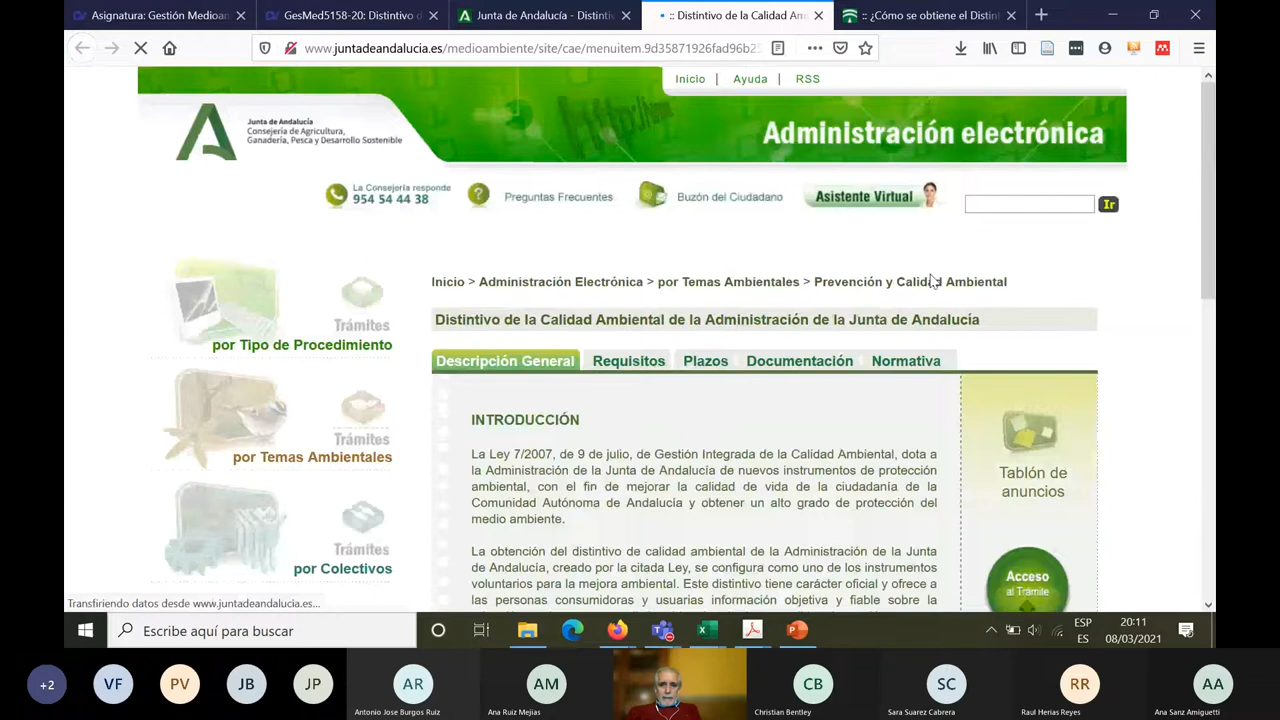 Asignatura: Gestión Medioam
GesMed5158-20: Distintivo d
Junta de Andalucía - Distinti
:: Distintivo de la Calidad Am
:: ¿Cómo se obtiene el Distin
www.juntadeandalucia.es/medioambiente/site/cae/menuitem.9d35871926fad96b25
Inicio | Ayuda | RSS
Junta de Andalucía
Consejería de Agricultura,
Ganadería, Pesca y Desarrollo Sostenible
Administración electrónica
La Consejería responde
954 54 44 38
Preguntas Frecuentes
Buzón del Ciudadano
Asistente Virtual
Ir
Inicio > Administración Electrónica > por Temas Ambientales > Prevención y Calidad Ambiental
Distintivo de la Calidad Ambiental de la Administración de la Junta de Andalucía
Trámites
por Tipo de Procedimiento
Trámites
por Temas Ambientales
Trámites
por Colectivos
Descripción General Requisitos Plazos Documentación Normativa
INTRODUCCIÓN
La Ley 7/2007, de 9 de julio, de Gestión Integrada de la Calidad Ambiental, dota a
la Administración de la Junta de Andalucía de nuevos instrumentos de protección
ambiental, con el fin de mejorar la calidad de vida de la ciudadanía de la
Comunidad Autónoma de Andalucía y obtener un alto grado de protección del
medio ambiente.
La obtención del distintivo de calidad ambiental de la Administración de la Junta
de Andalucía, creado por la citada Ley, se configura como uno de los instrumentos
voluntarios para la mejora ambiental. Este distintivo tiene carácter oficial y ofrece a
las personas consumidoras y usuarias información objetiva y fiable sobre la
Tablón de
anuncios
Acceso
al Trámite
Transfiriendo datos desde www.juntadeandalucia.es...
Escribe aquí para buscar
ESP
ES
20:11
08/03/2021
+2
VF
PV
JB
JP
AR
Antonio Jose Burgos Ruiz
AM
Ana Ruiz Mejias
CB
Christian Bentley
SC
Sara Suarez Cabrera
RR
Raul Herias Reyes
AA
Ana Sanz Amiguetti